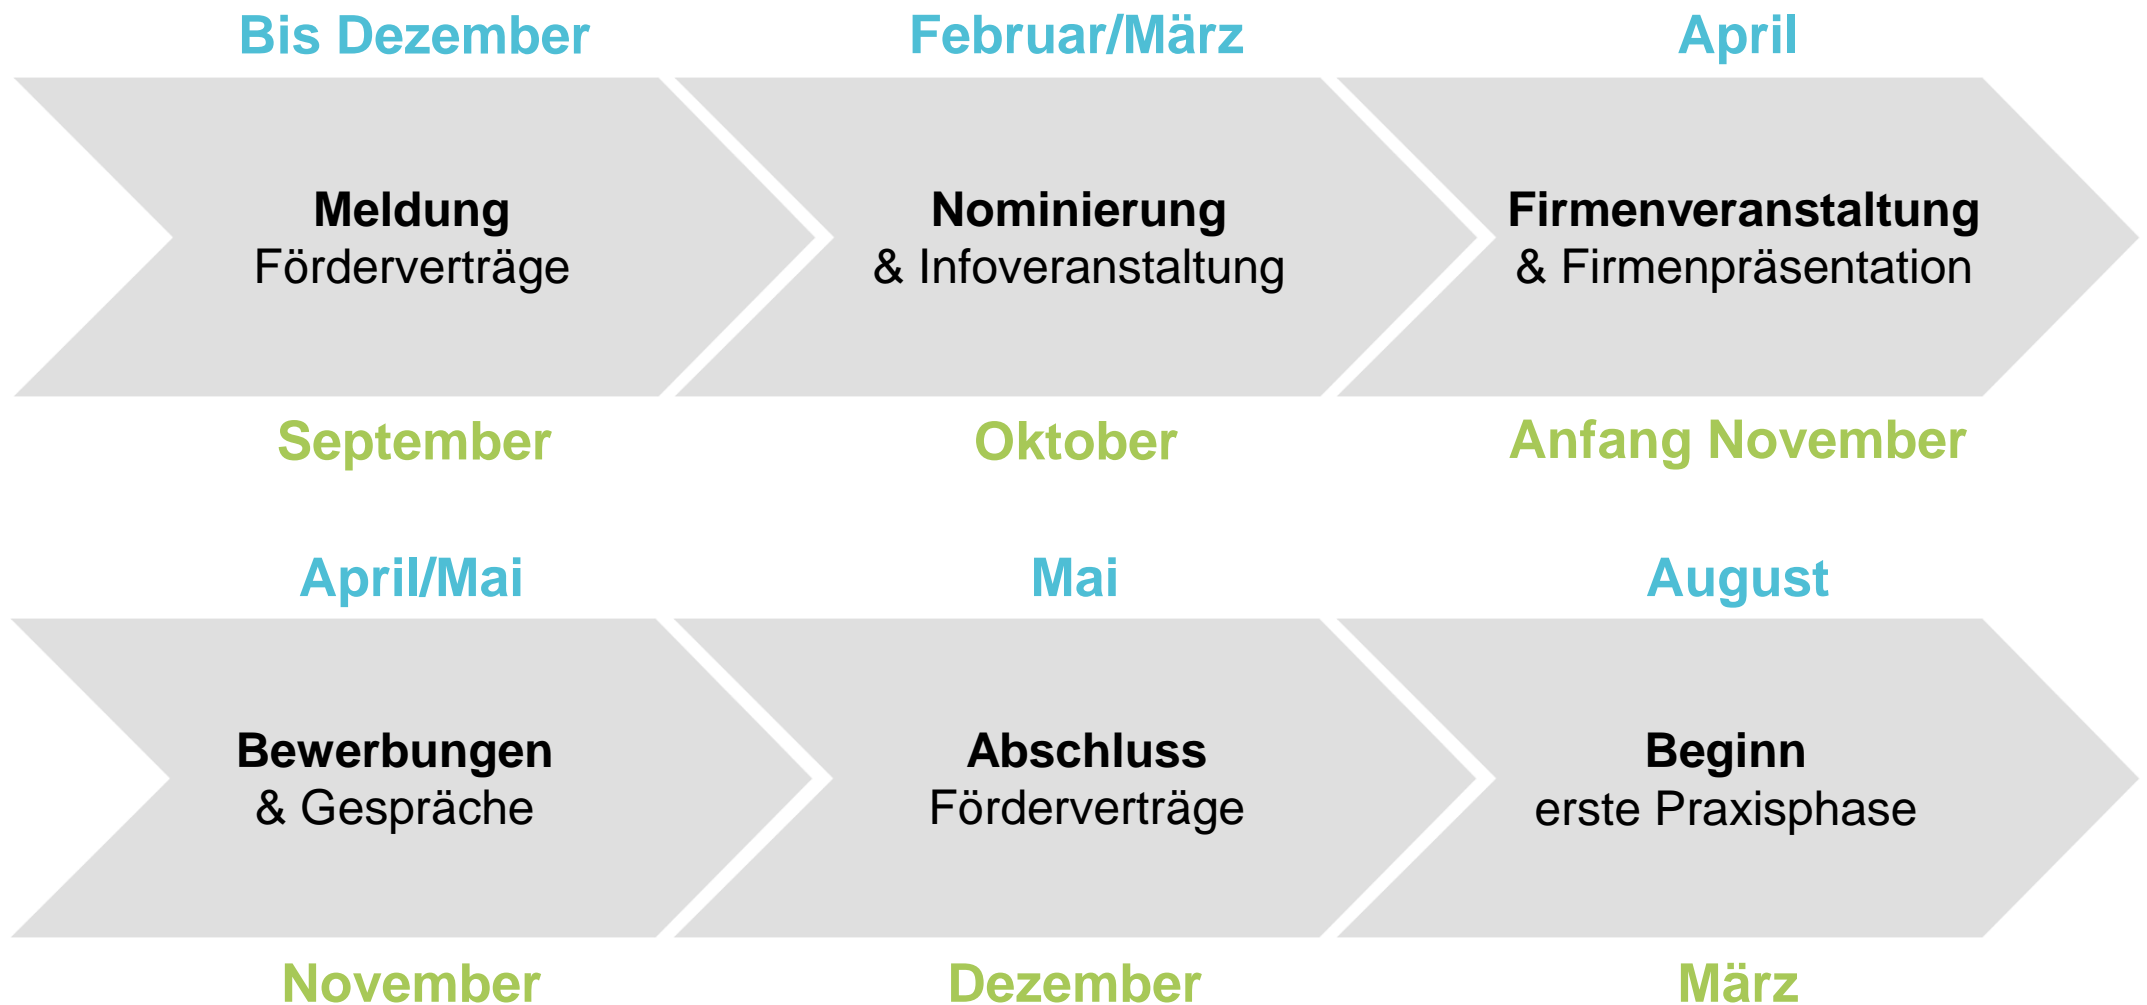 Bis Dezember
Februar/März
April
Meldung
Förderverträge
Nominierung
& Infoveranstaltung
Firmenveranstaltung
& Firmenpräsentation
September
Oktober
Anfang November
April/Mai
Mai
August
Bewerbungen
& Gespräche
Abschluss
Förderverträge
Beginn
erste Praxisphase
November
Dezember
März